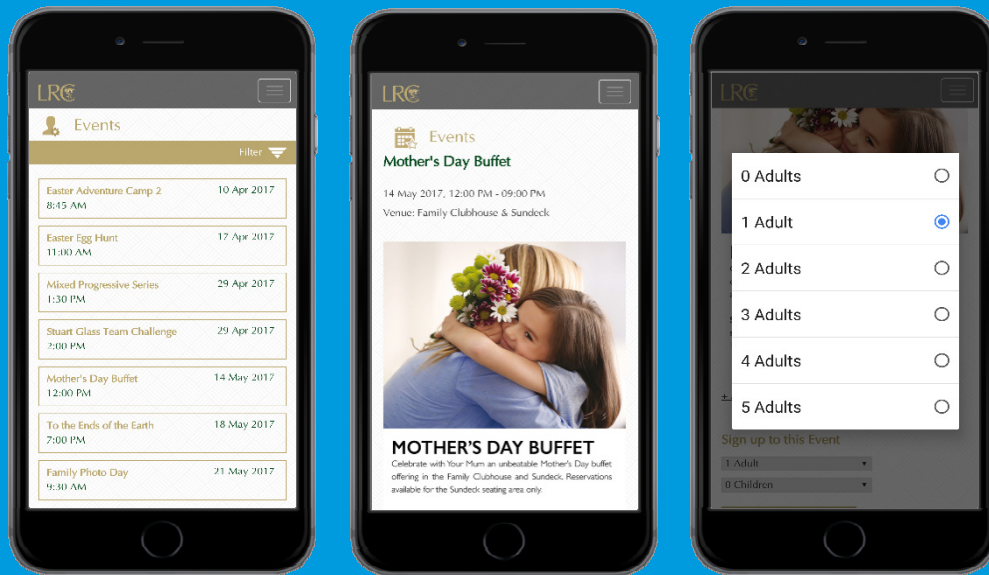 LRC
Events
Filter
Easter Adventure Camp 2 10 Apr 2017
8:45 AM
Easter Egg Hunt 17 Apr 2017
11:00 AM
Mixed Progressive Series 29 Apr 2017
1:30 PM
Stuart Glass Team Challenge 29 Apr 2017
2:00 PM
Mother's Day Buffet 14 May 2017
12:00 PM
To the Ends of the Earth 18 May 2017
7:00 PM
Family Photo Day 21 May 2017
9:30 AM
LRC
Events
Mother's Day Buffet
14 May 2017, 12:00 PM - 09:00 PM
Venue: Family Clubhouse & Sundeck
MOTHER'S DAY BUFFET
Celebrate with Your Mum an unbeatable Mother's Day buffet
offering in the Family Clubhouse and Sundeck. Reservations
available for the Sundeck seating area only.
LRC
0 Adults
1 Adult
2 Adults
3 Adults
4 Adults
5 Adults
Sign up to this Event
1 Adult
0 Children